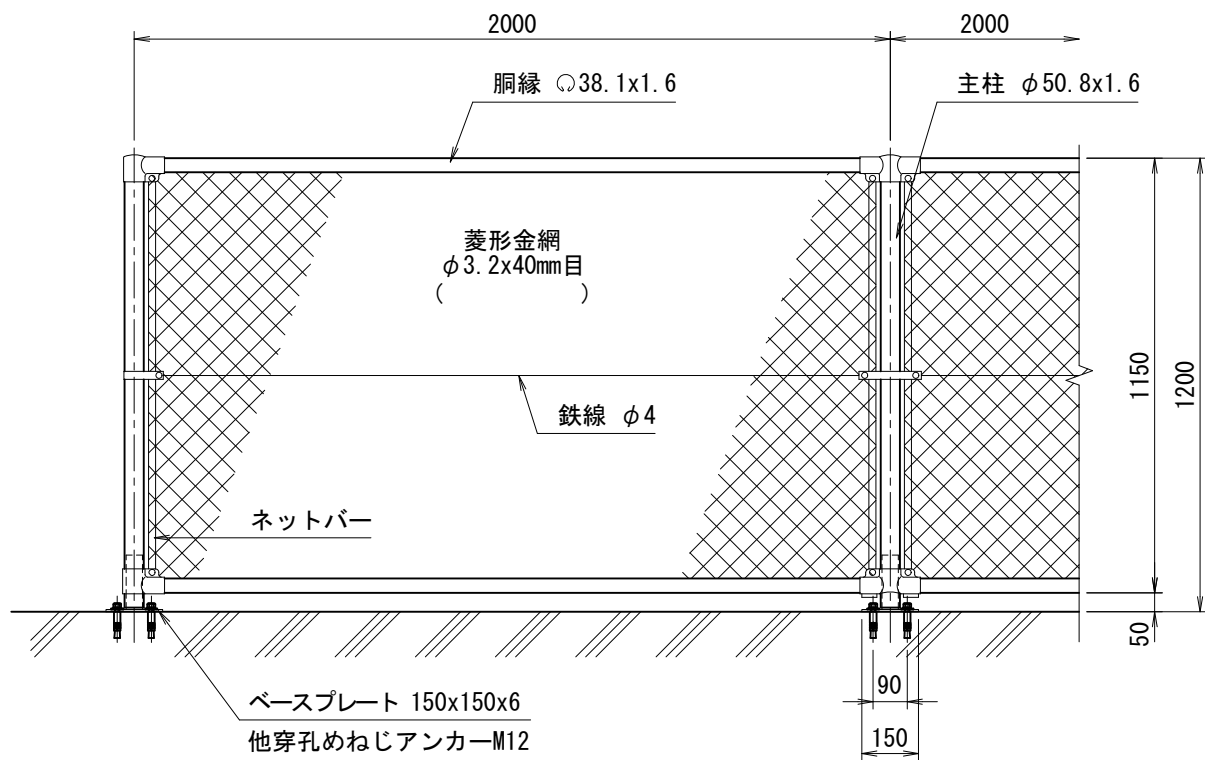 2000
2000
胴縁 ○38.1x1.6
主柱 φ50.8x1.6
菱形金網
φ3.2x40mm目
(          )
鉄線 φ4
1150
1200
ネットバー
50
90
150
ベースプレート 150x150x6
他穿孔めねじアンカーM12